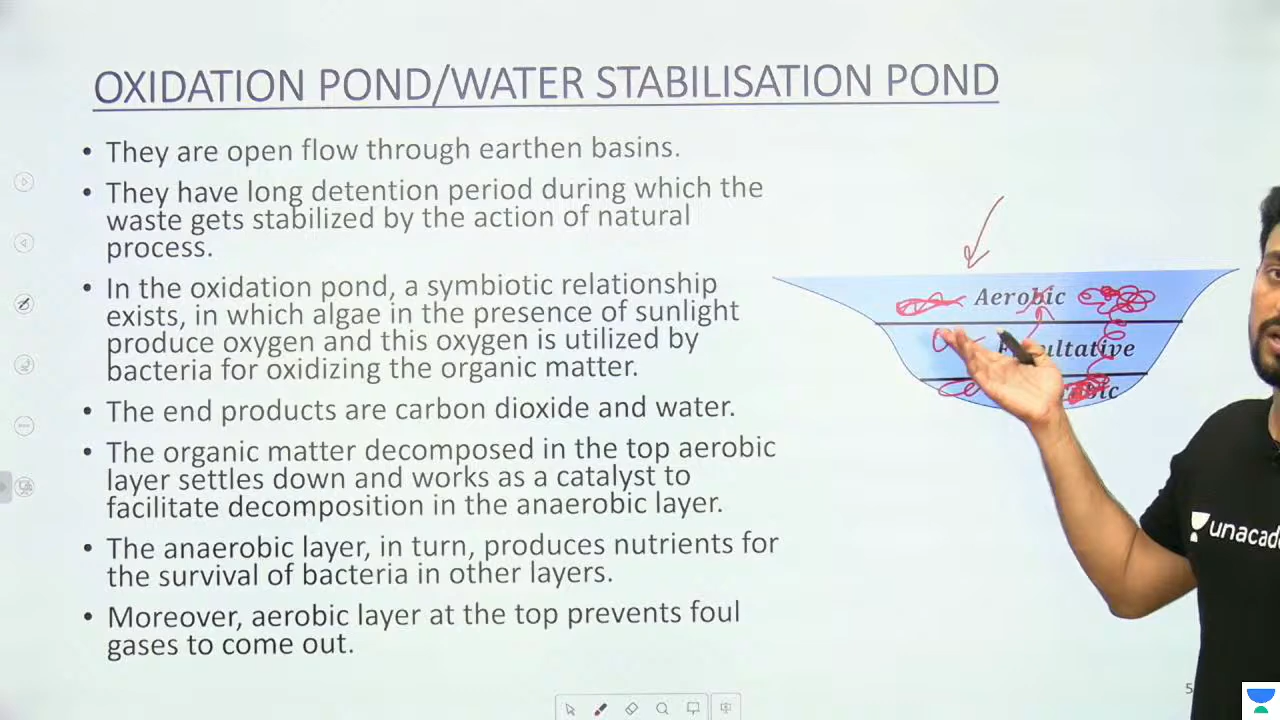 OXIDATION POND/WATER STABILISATION POND
• They are open flow through earthen basins.
• They have long detention period during which the
waste gets stabilized by the action of natural
process.
• In the oxidation pond, a symbiotic relationship
exists, in which algae in the presence of sunlight
produce oxygen and this oxygen is utilized by
bacteria for oxidizing the organic matter.
• The end products are carbon dioxide and water.
• The organic matter decomposed in the top aerobic
layer settles down and works as a catalyst to
facilitate decomposition in the anaerobic layer.
• The anaerobic layer, in turn, produces nutrients for
the survival of bacteria in other layers.
• Moreover, aerobic layer at the top prevents foul
gases to come out.
Aerobic
5